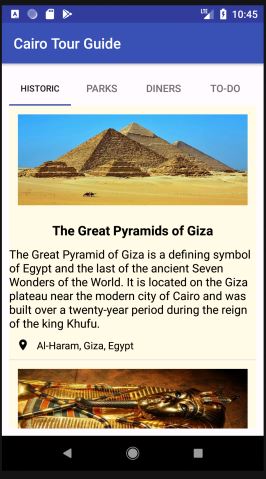 LTE 10:45
Cairo Tour Guide
HISTORIC PARKS DINERS TO-DO
The Great Pyramids of Giza
The Great Pyramid of Giza is a defining symbol
of Egypt and the last of the ancient Seven
Wonders of the World. It is located on the Giza
plateau near the modern city of Cairo and was
built over a twenty-year period during the reign
of the king Khufu.
Al-Haram, Giza, Egypt